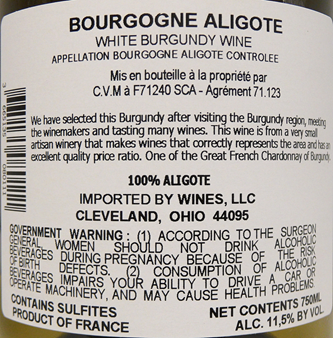 BOURGOGNE ALIGOTE
WHITE BURGUNDY WINE
APPELLATION BOURGOGNE ALIGOTE CONTROLEE
Mis en bouteille à la propriété par
C.V.M à F71240 SCA - Agrément 71.123
We have selected this Burgundy after visiting the Burgundy region, meeting
the winemakers and tasting many wines. This wine is from a very small
artisan winery that makes wines that correctly represents the area and has an
excellent quality price ratio. One of the Great French Chardonnay of Burgundy
100% ALIGOTE
IMPORTED BY WINES, LLC
CLEVELAND, OHIO 44095
GOVERNMENT WARNING: (1) ACCORDING TO THE SURGEON
GENERAL, WOMEN SHOULD NOT DRINK ALCOHOLIC
BEVERAGES DURING PREGNANCY BECAUSE OF THE RISK
OF BIRTH DEFECTS. (2) CONSUMPTION OF ALCOHOLIC
BEVERAGES IMPAIRS YOUR ABILITY TO DRIVE A CAR OR
OPERATE MACHINERY, AND MAY CAUSE HEALTH PROBLEMS.
CONTAINS SULFITES
PRODUCT OF FRANCE
NET CONTENTS 750ML
ALC. 11,5% BY VOL.